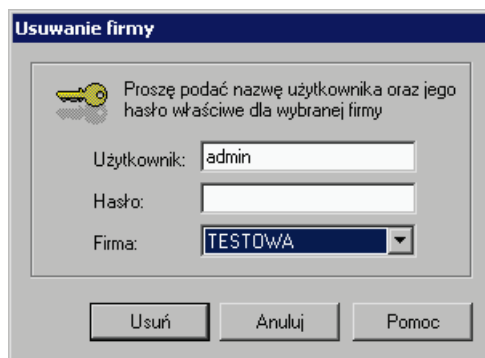 Usuwanie firmy
Proszę podać nazwę użytkownika oraz jego
hasło właściwe dla wybranej firmy
Użytkownik: admin
Hasło:
Firma: TESTOWA
Usuń Anuluj Pomoc